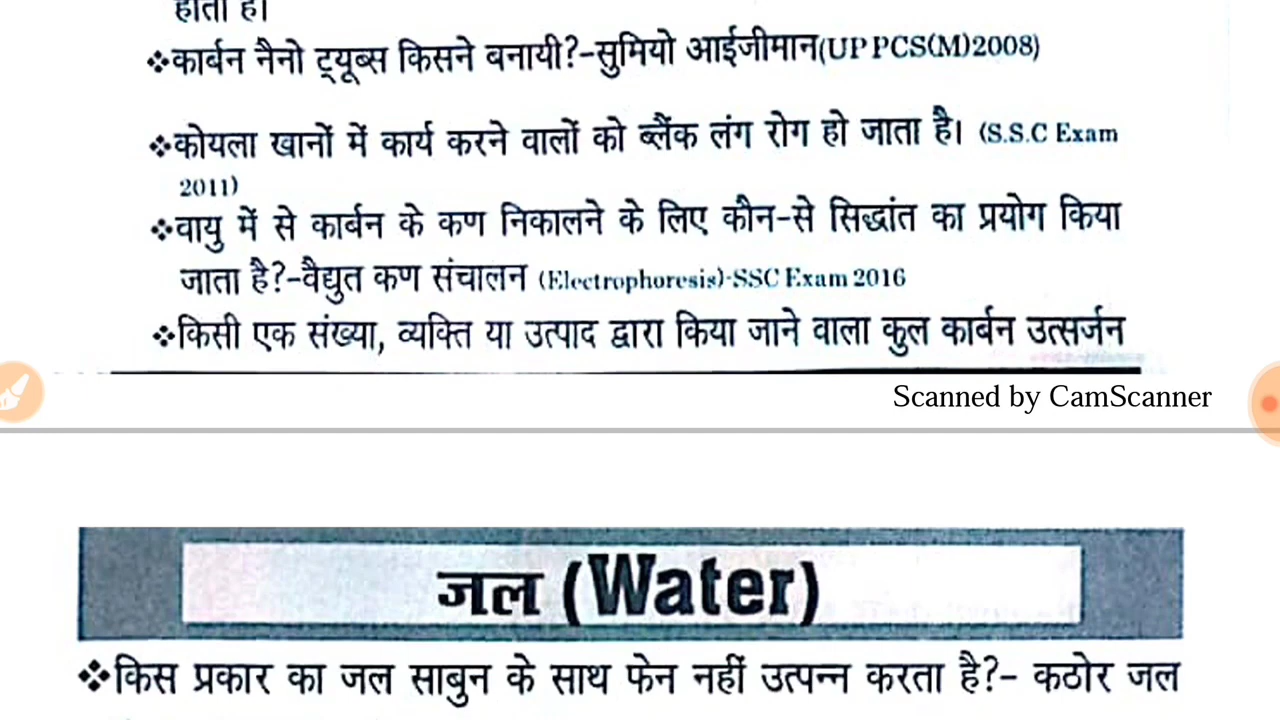 होता है।
❖कार्बन नैनो ट्यूब्स किसने बनायी?-सुमियो आईजीमान(UP PCS(M)2008)
❖कोयला खानों में कार्य करने वालों को ब्लैंक लंग रोग हो जाता है। (S.S.C Exam
2011)
❖वायु में से कार्बन के कण निकालने के लिए कौन-से सिद्धांत का प्रयोग किया
जाता है?-वैद्युत कण संचालन (Electrophoresis)-SSC Exam 2016
❖किसी एक संख्या, व्यक्ति या उत्पाद द्वारा किया जाने वाला कुल कार्बन उत्सर्जन
Scanned by CamScanner
जल (Water)
❖किस प्रकार का जल साबुन के साथ फेन नहीं उत्पन्न करता है?- कठोर जल